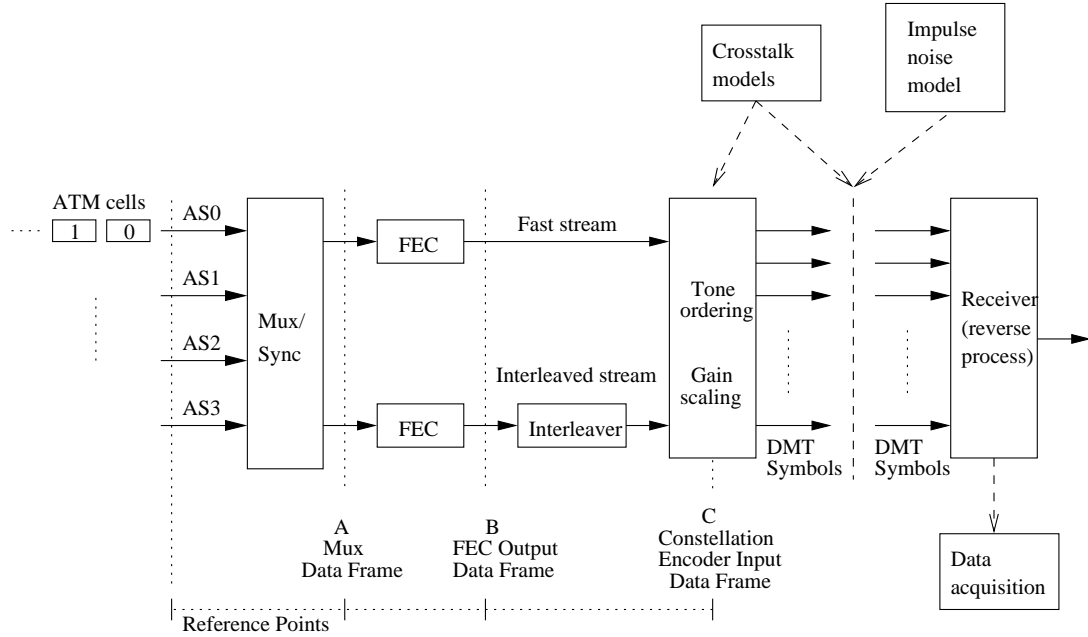 Crosstalk
models
Impulse
noise
model
ATM cells
1 0
AS0
AS1
AS2
AS3
Mux/
Sync
FEC
Fast stream
FEC
Interleaved stream
Interleaver
Tone
ordering
Gain
scaling
DMT
Symbols
DMT
Symbols
Receiver
(reverse
process)
A
Mux
Data Frame
B
FEC Output
Data Frame
C
Constellation
Encoder Input
Data Frame
Data
acquisition
Reference Points